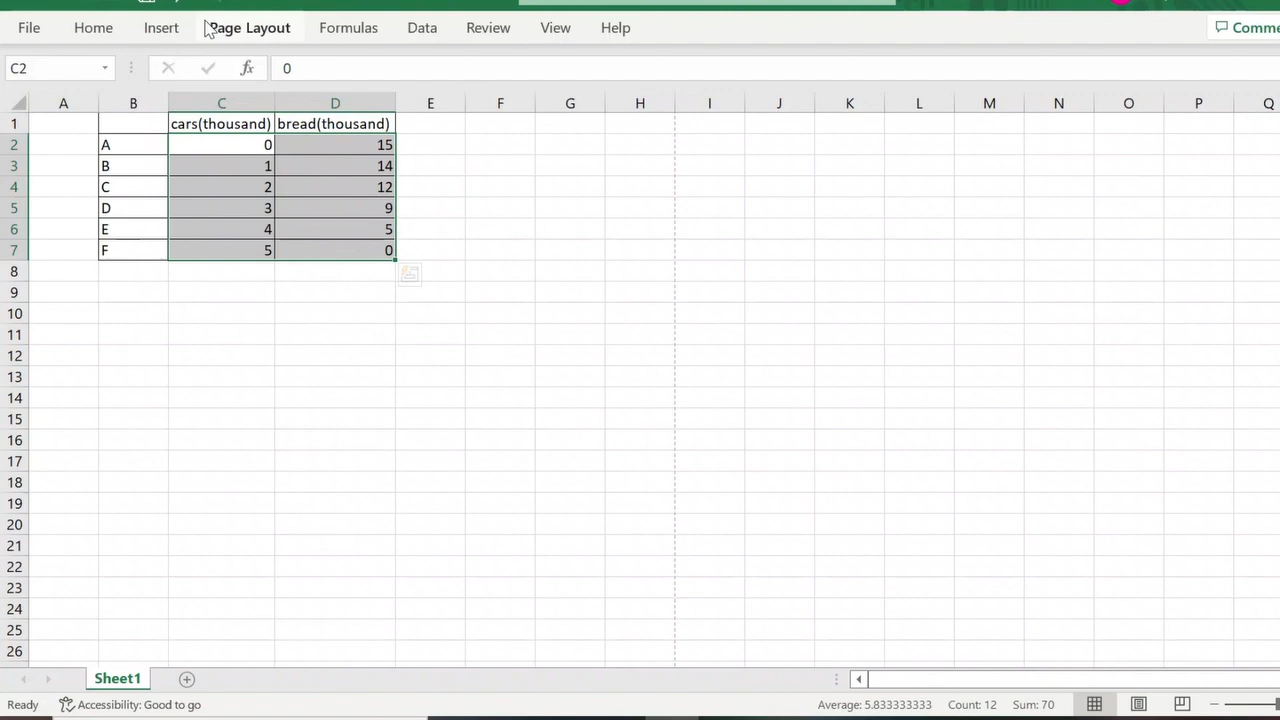 File Home Insert Page Layout Formulas Data Review View Help Comme
C2 fx 0
A B C D E F G H I J K L M N O P Q
1 cars(thousand) bread(thousand)
2 A 0 15
3 B 1 14
4 C 2 12
5 D 3 9
6 E 4 5
7 F 5 0
8
9
10
11
12
13
14
15
16
17
18
19
20
21
22
23
24
25
26
Sheet1
Ready Accessibility: Good to go Average: 5.833333333 Count: 12 Sum: 70